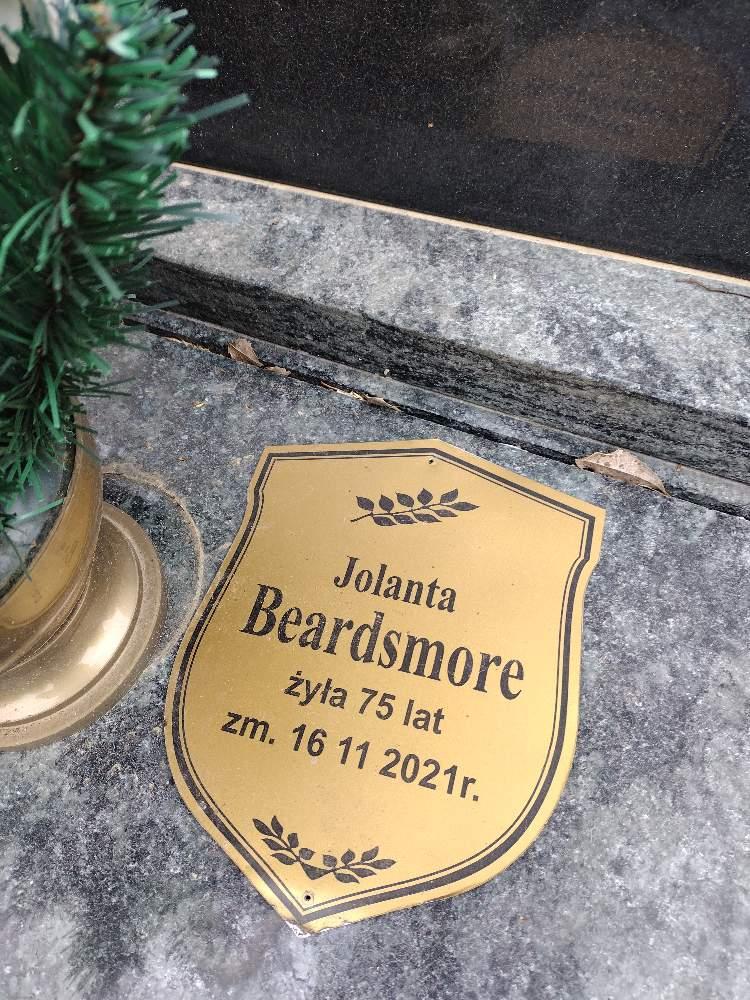 Jolanta
Beardsmore
żyła 75 lat
zm. 16 11 2021r.